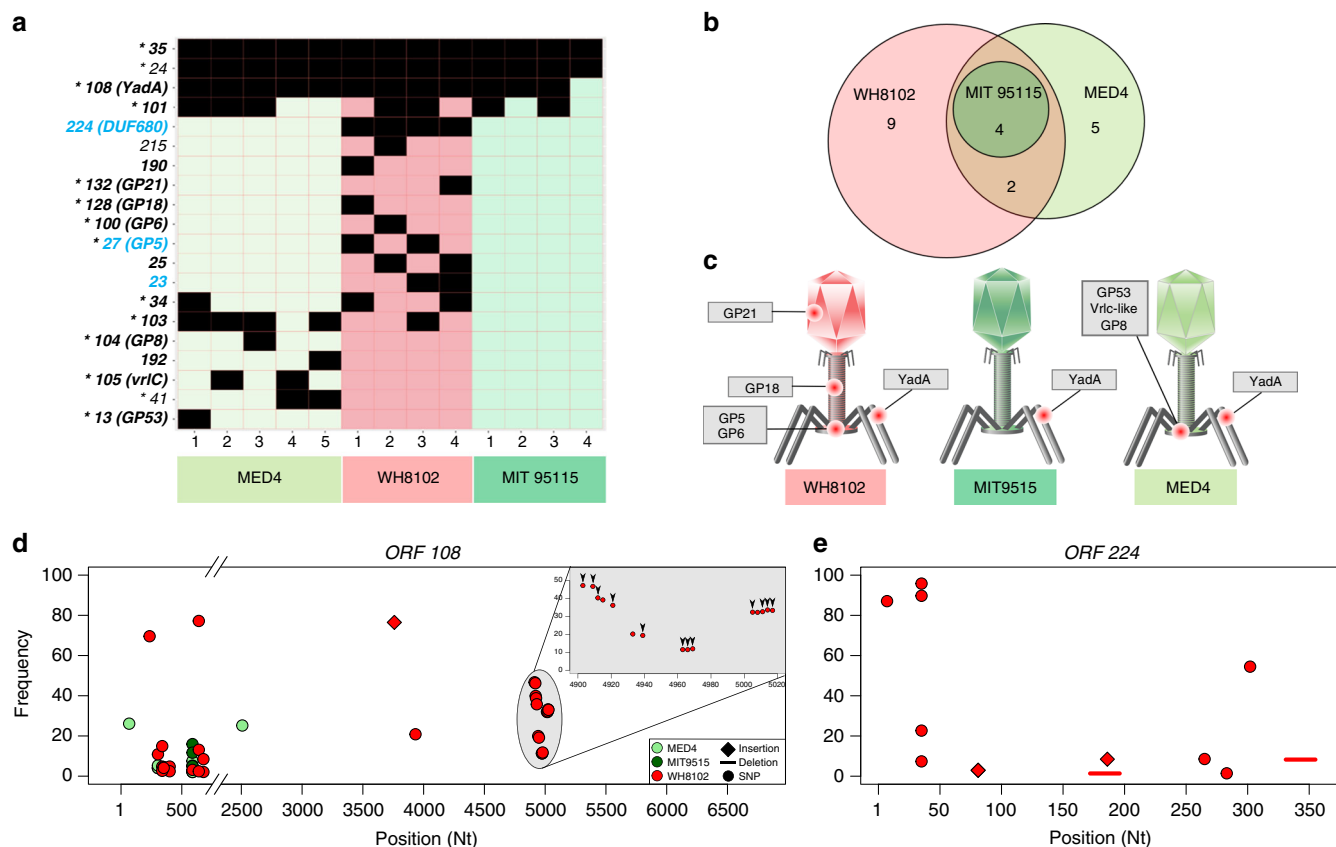 a
* 35
* 24
* 108 (YadA)
* 101
224 (DUF680)
215
190
* 132 (GP21)
* 128 (GP18)
* 100 (GP6)
* 27 (GP5)
25
23
* 34
* 103
* 104 (GP8)
192
* 105 (vrlC)
* 41
* 13 (GP53)
1 2 3 4 5 1 2 3 4 1 2 3 4
MED4 WH8102 MIT 95115
b
WH8102
9
MIT 95115
4
MED4
5
2
c
GP21
GP18
GP5
GP6
YadA
WH8102
YadA
MIT9515
GP53
Vrlc-like
GP8
YadA
MED4
d
ORF 108
Frequency
100
80
60
40
20
0
1 500 2500 3000 3500 4000 4500 5000 5500 6000 6500
Position (Nt)
50
40
30
20
10
0
4900 4920 4940 4960 4980 5000 5020
MED4
MIT9515
WH8102
Insertion
Deletion
SNP
e
ORF 224
100
80
60
40
20
0
1 50 100 150 200 250 300 350
Position (Nt)